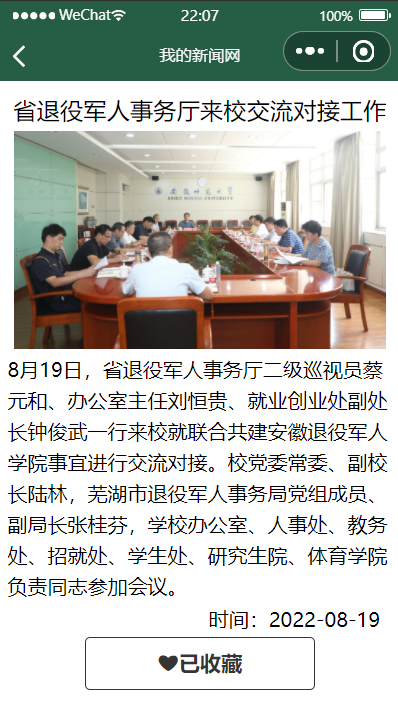 WeChat 22:07 100%
我的新闻网
省退役军人事务厅来校交流对接工作
安徽师范大学
ANHUI NORMAL UNIVERSITY
8月19日，省退役军人事务厅二级巡视员蔡
元和、办公室主任刘恒贵、就业创业处副处
长钟俊武一行来校就联合共建安徽退役军人
学院事宜进行交流对接。校党委常委、副校
长陆林，芜湖市退役军人事务局党组成员、
副局长张桂芬，学校办公室、人事处、教务
处、招就处、学生处、研究生院、体育学院
负责同志参加会议。
时间：2022-08-19
已收藏